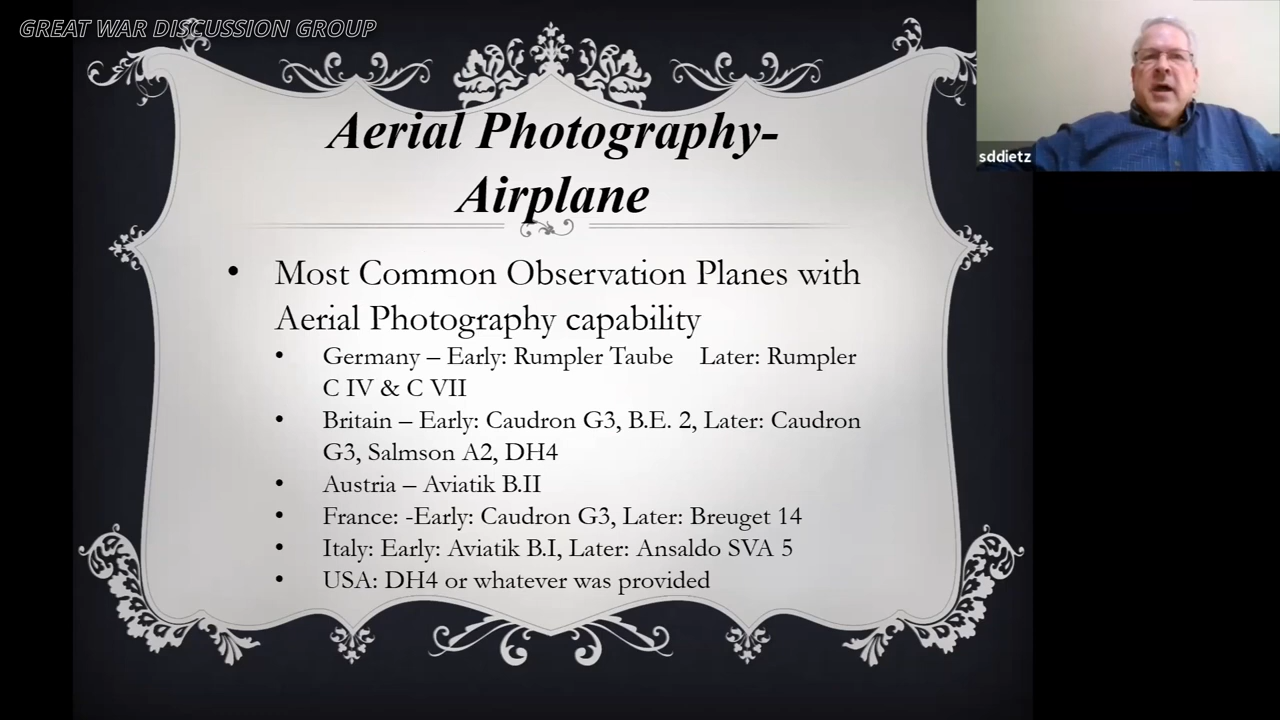 GREAT WAR DISCUSSION GROUP
Aerial Photography-
Airplane
sddietz
• Most Common Observation Planes with
Aerial Photography capability
• Germany – Early: Rumpler Taube Later: Rumpler
C IV & C VII
• Britain – Early: Caudron G3, B.E. 2, Later: Caudron
G3, Salmson A2, DH4
• Austria – Aviatik B.II
• France: -Early: Caudron G3, Later: Breuget 14
• Italy: Early: Aviatik B.I, Later: Ansaldo SVA 5
• USA: DH4 or whatever was provided